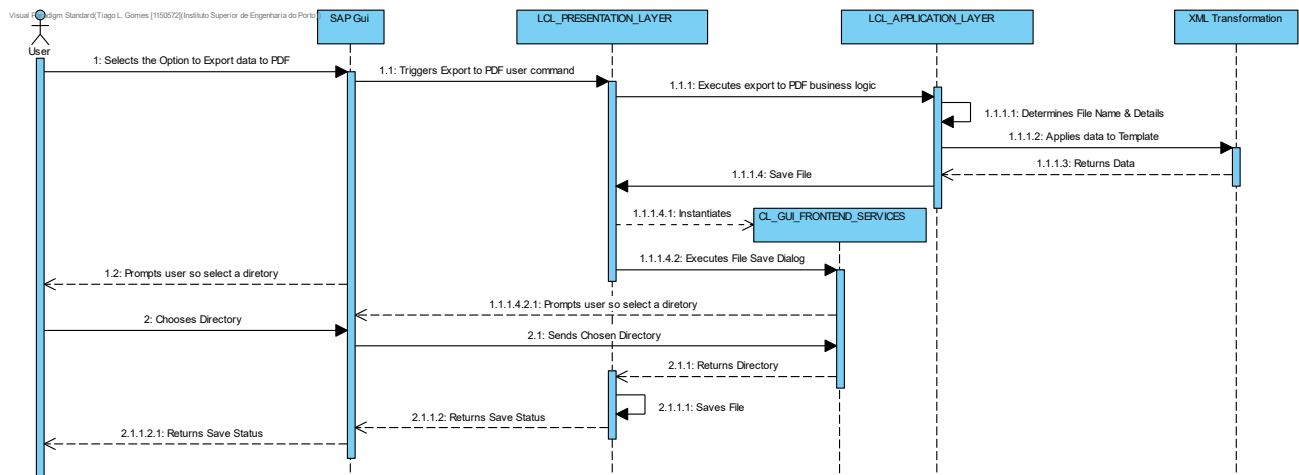 Visual Paradigm Standard(Tiago L. Gomes [1150572](Instituto Superior de Engenharia do Porto
SAP Gui
LCL_PRESENTATION_LAYER
LCL_APPLICATION_LAYER
XML Transformation
User
1: Selects the Option to Export data to PDF
1.1: Triggers Export to PDF user command
1.1.1: Executes export to PDF business logic
1.1.1.1: Determines File Name & Details
1.1.1.2: Applies data to Template
1.1.1.3: Returns Data
1.1.1.4: Save File
1.1.1.4.1: Instantiates
CL_GUI_FRONTEND_SERVICES
1.1.1.4.2: Executes File Save Dialog
1.2: Prompts user so select a diretory
1.1.1.4.2.1: Prompts user so select a diretory
2: Chooses Directory
2.1: Sends Chosen Directory
2.1.1: Returns Directory
2.1.1.1: Saves File
2.1.1.2: Returns Save Status
2.1.1.2.1: Returns Save Status